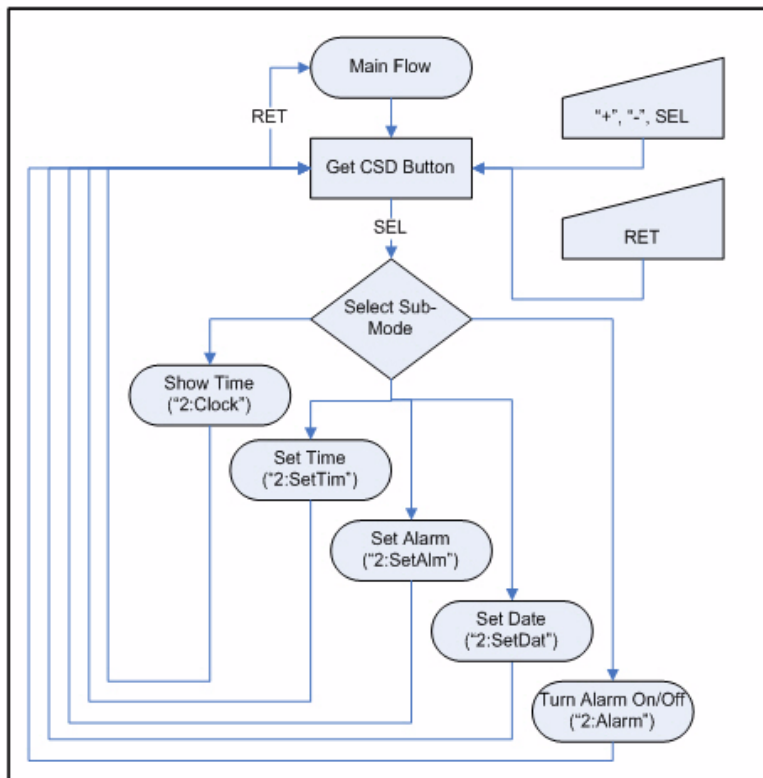 Main Flow
RET
“+”, “-”, SEL
Get CSD Button
SEL
RET
Select Sub-
Mode
Show Time
(“2:Clock”)
Set Time
(“2:SetTim”)
Set Alarm
(“2:SetAlm”)
Set Date
(“2:SetDat”)
Turn Alarm On/Off
(“2:Alarm”)